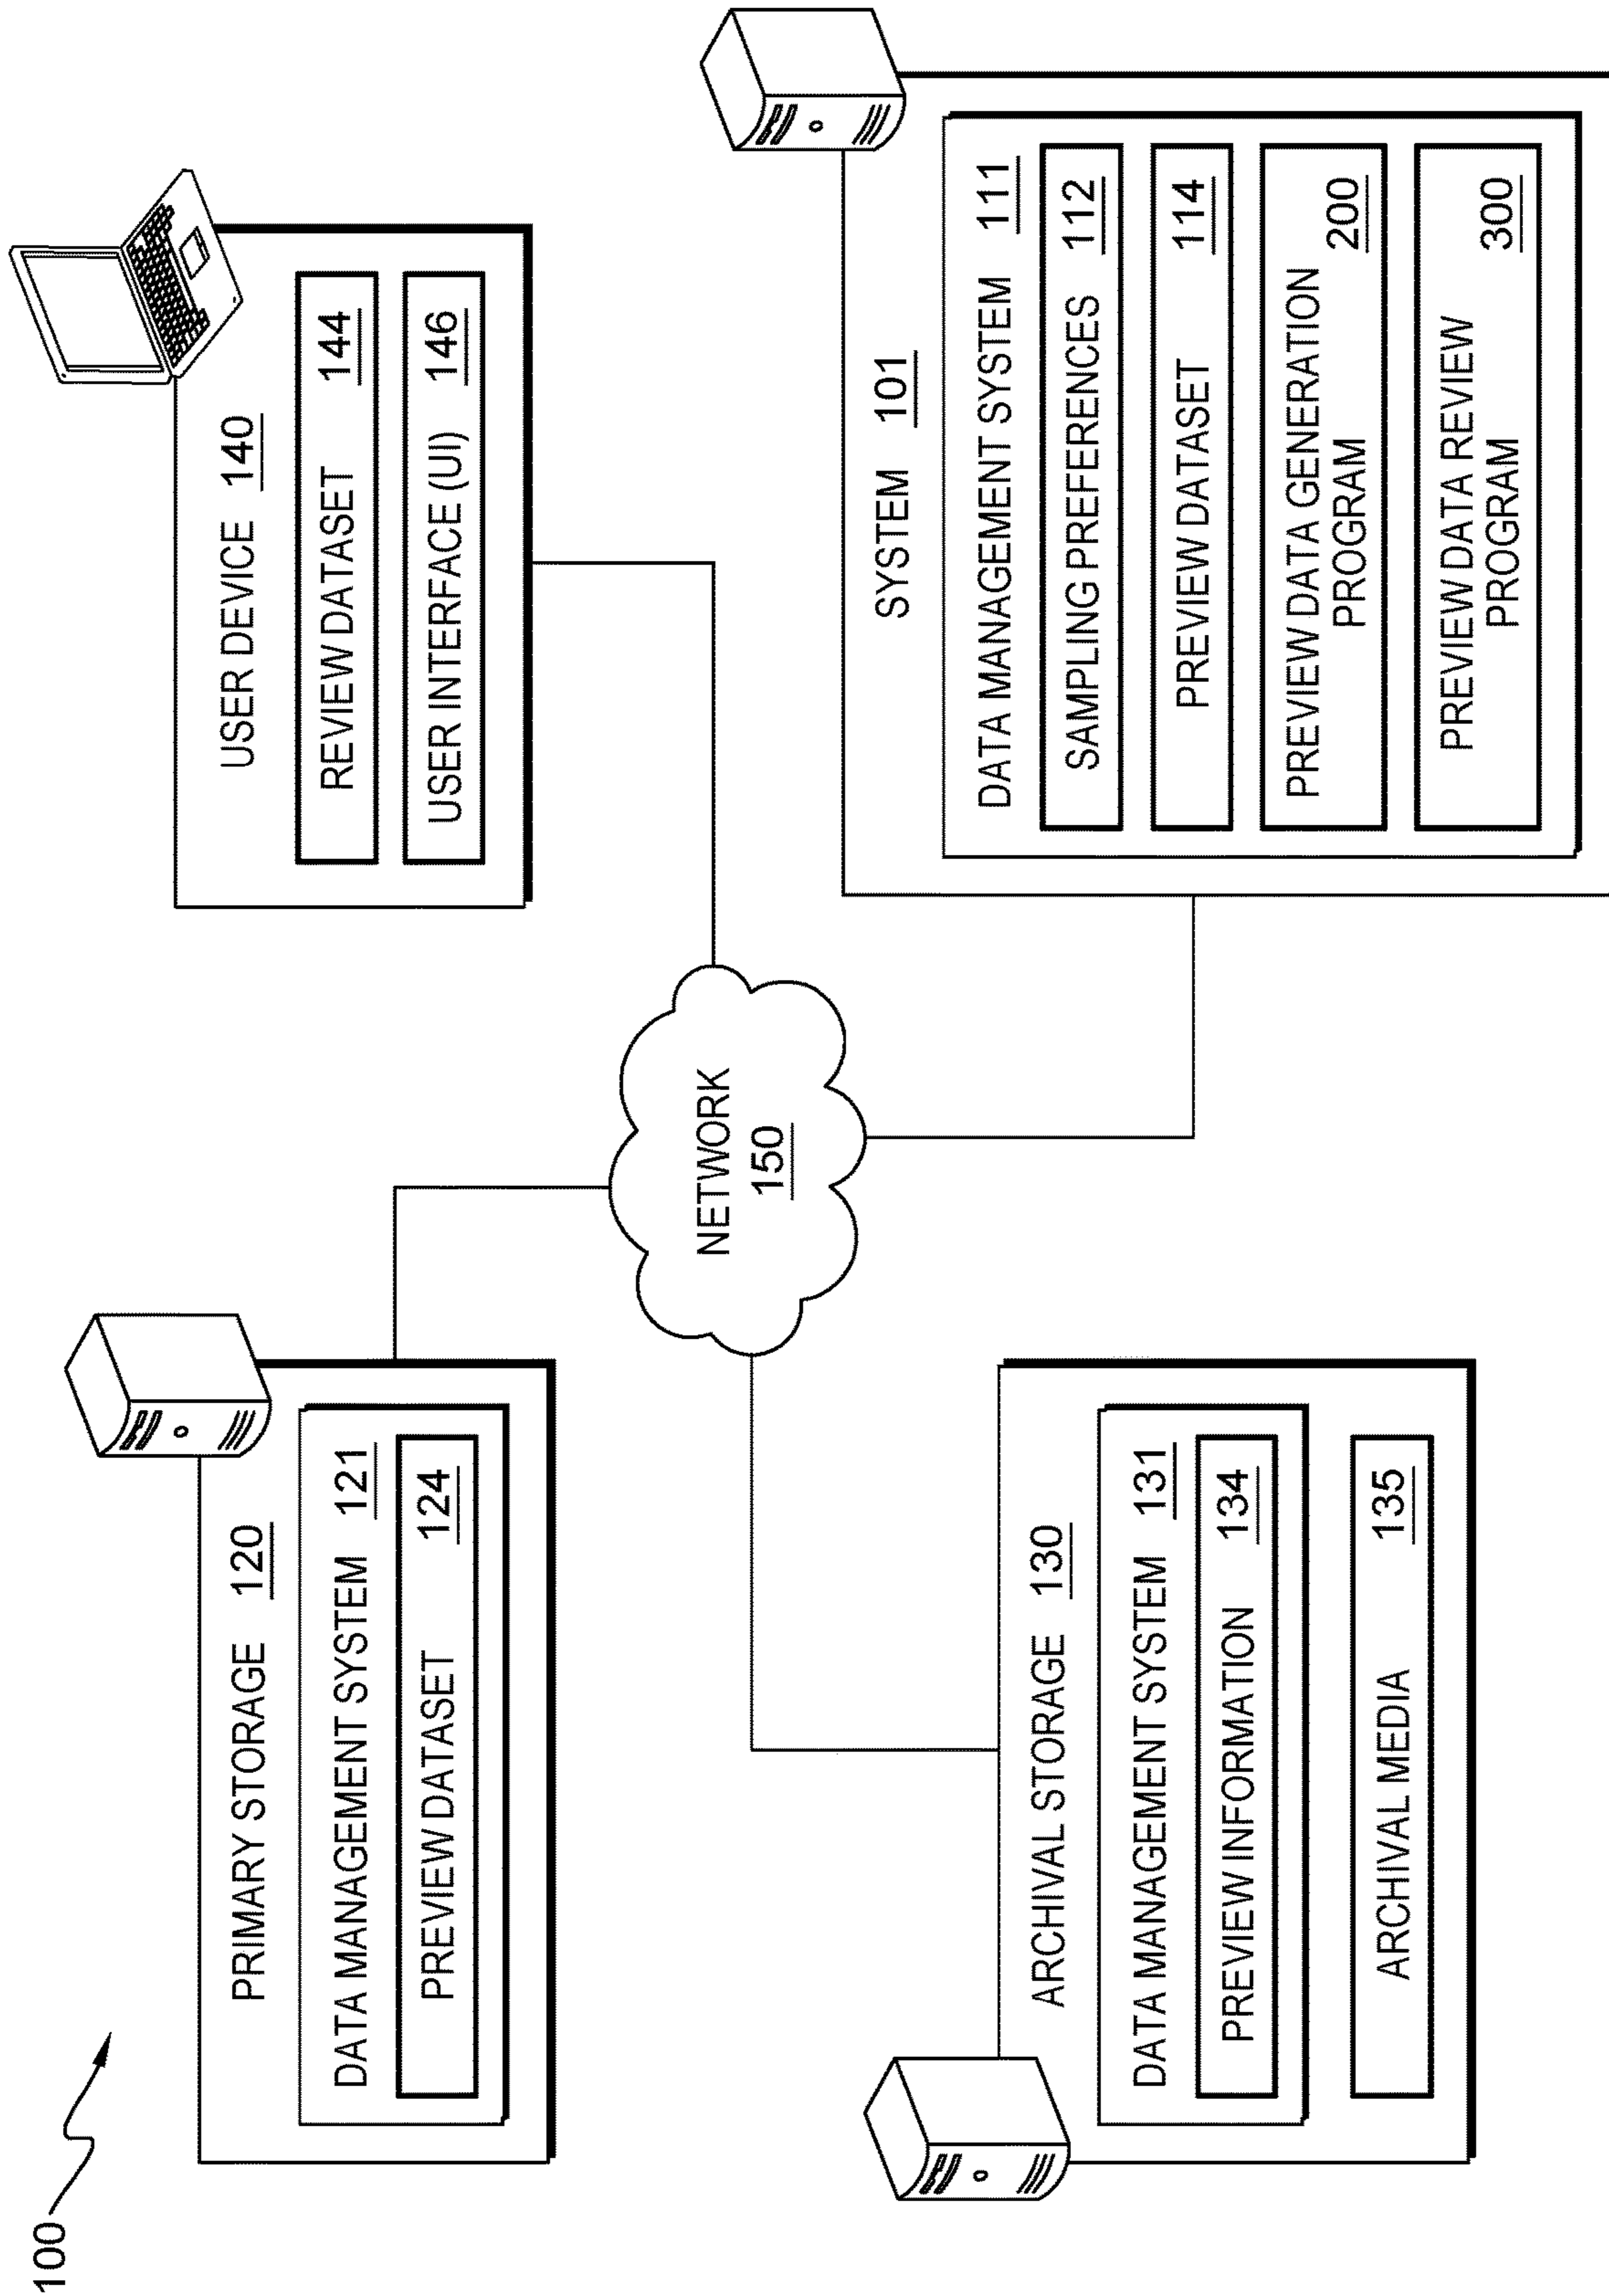 100
PRIMARY STORAGE 120
DATA MANAGEMENT SYSTEM 121
PREVIEW DATASET 124
USER DEVICE 140
REVIEW DATASET 144
USER INTERFACE (UI) 146
NETWORK
150
ARCHIVAL STORAGE 130
DATA MANAGEMENT SYSTEM 131
PREVIEW INFORMATION 134
ARCHIVAL MEDIA 135
SYSTEM 101
DATA MANAGEMENT SYSTEM 111
SAMPLING PREFERENCES 112
PREVIEW DATASET 114
PREVIEW DATA GENERATION 200
PROGRAM
PREVIEW DATA REVIEW 300
PROGRAM